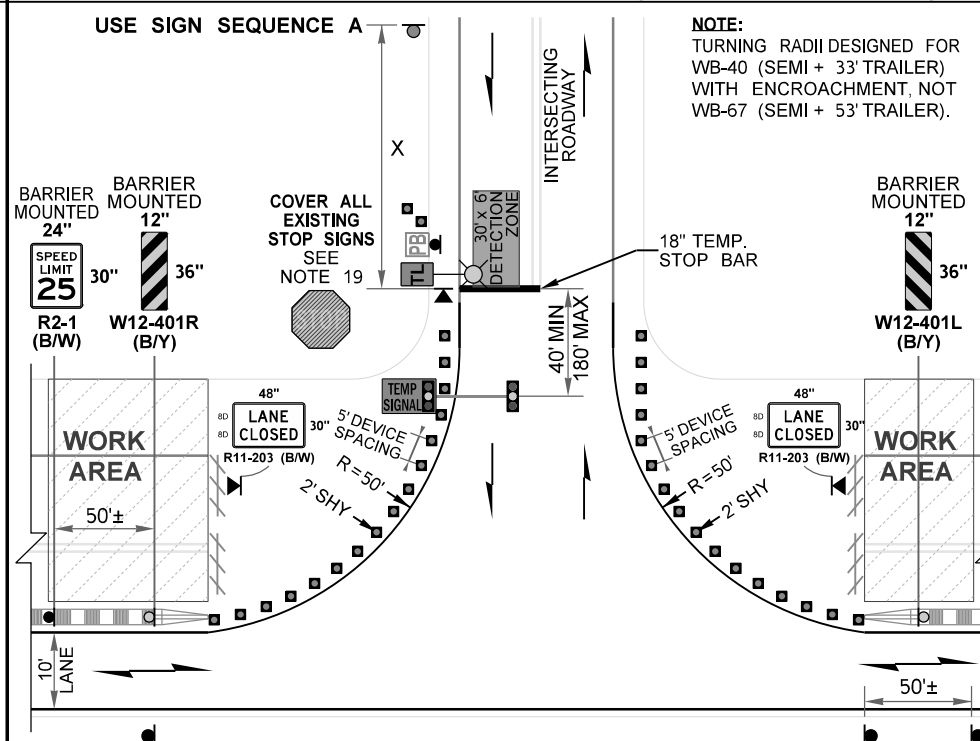 USE SIGN SEQUENCE A
NOTE:
TURNING RADII DESIGNED FOR
WB-40 (SEMI + 33' TRAILER)
WITH ENCROACHMENT, NOT
WB-67 (SEMI + 53' TRAILER).
INTERSECTING
ROADWAY
X
BARRIER
MOUNTED
24"
SPEED
LIMIT
25
30"
R2-1
(B/W)
BARRIER
MOUNTED
12"
36"
W12-401R
(B/Y)
COVER ALL
EXISTING
STOP SIGNS
SEE
NOTE 19
PB
TL
30' x 6'
DETECTION
ZONE
18" TEMP.
STOP BAR
BARRIER
MOUNTED
12"
36"
W12-401L
(B/Y)
40' MIN
180' MAX
TEMP
SIGNAL
48"
8D
8D
LANE
CLOSED
30"
R11-203 (B/W)
5' DEVICE
SPACING
R=50'
2' SHY
WORK
AREA
50'±
5' DEVICE
SPACING
R=50'
2' SHY
48"
8D
8D
LANE
CLOSED
30"
R11-203 (B/W)
WORK
AREA
10'
LANE
50'±